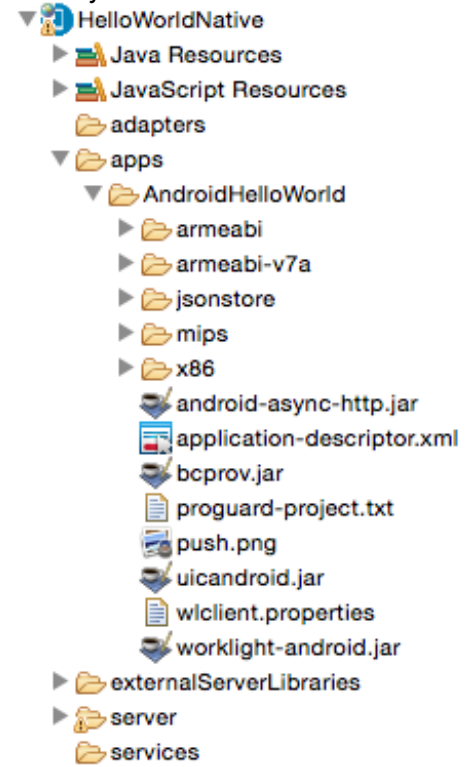 HelloWorldNative
Java Resources
JavaScript Resources
adapters
apps
AndroidHelloWorld
armeabi
armeabi-v7a
jsonstore
mips
x86
android-async-http.jar
application-descriptor.xml
bcprov.jar
proguard-project.txt
push.png
uicandroid.jar
wlclient.properties
worklight-android.jar
externalServerLibraries
server
services